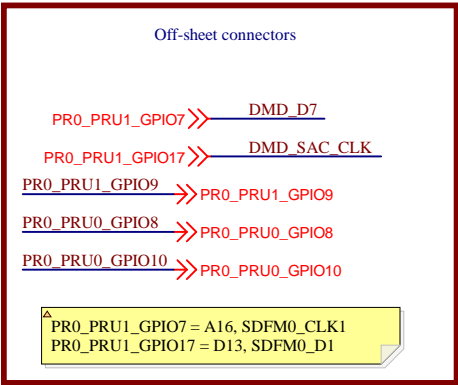 Off-sheet connectors
PR0_PRU1_GPIO7 DMD_D7
PR0_PRU1_GPIO17 DMD_SAC_CLK
PR0_PRU1_GPIO9 PR0_PRU1_GPIO9
PR0_PRU0_GPIO8 PR0_PRU0_GPIO8
PR0_PRU0_GPIO10 PR0_PRU0_GPIO10
PR0_PRU1_GPIO7 = A16, SDFM0_CLK1
PR0_PRU1_GPIO17 = D13, SDFM0_D1